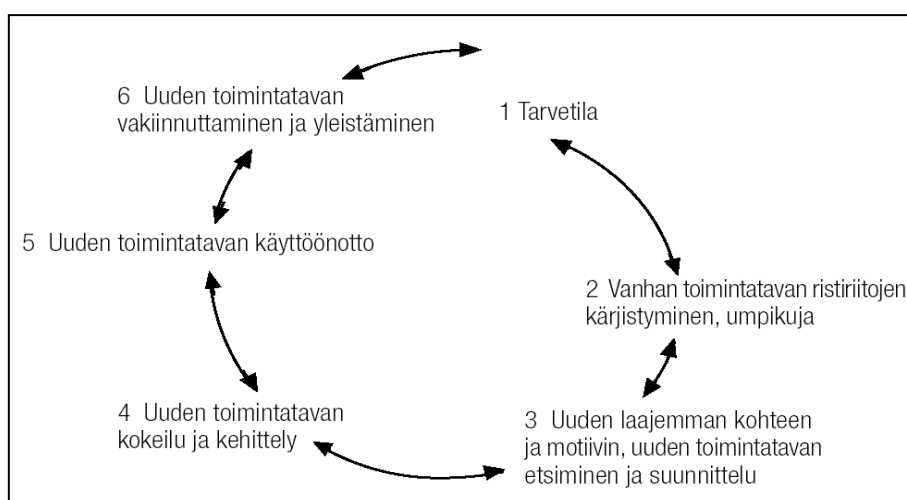 1 Tarvetila
2 Vanhan toimintatavan ristiriitojen
kärjistyminen, umpikuja
3 Uuden laajemman kohteen
ja motiivin, uuden toimintatavan
etsiminen ja suunnittelu
4 Uuden toimintatavan
kokeilu ja kehittely
5 Uuden toimintatavan käyttöönotto
6 Uuden toimintatavan
vakiinnuttaminen ja yleistäminen